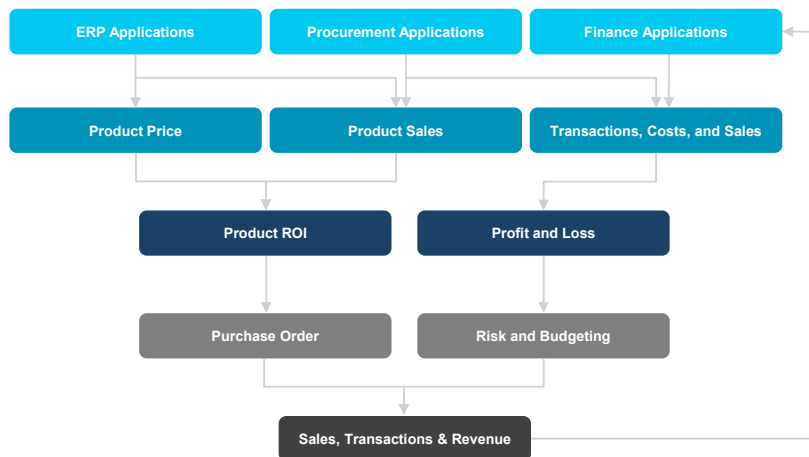 ERP Applications
Procurement Applications
Finance Applications
Product Price
Product Sales
Transactions, Costs, and Sales
Product ROI
Profit and Loss
Purchase Order
Risk and Budgeting
Sales, Transactions & Revenue